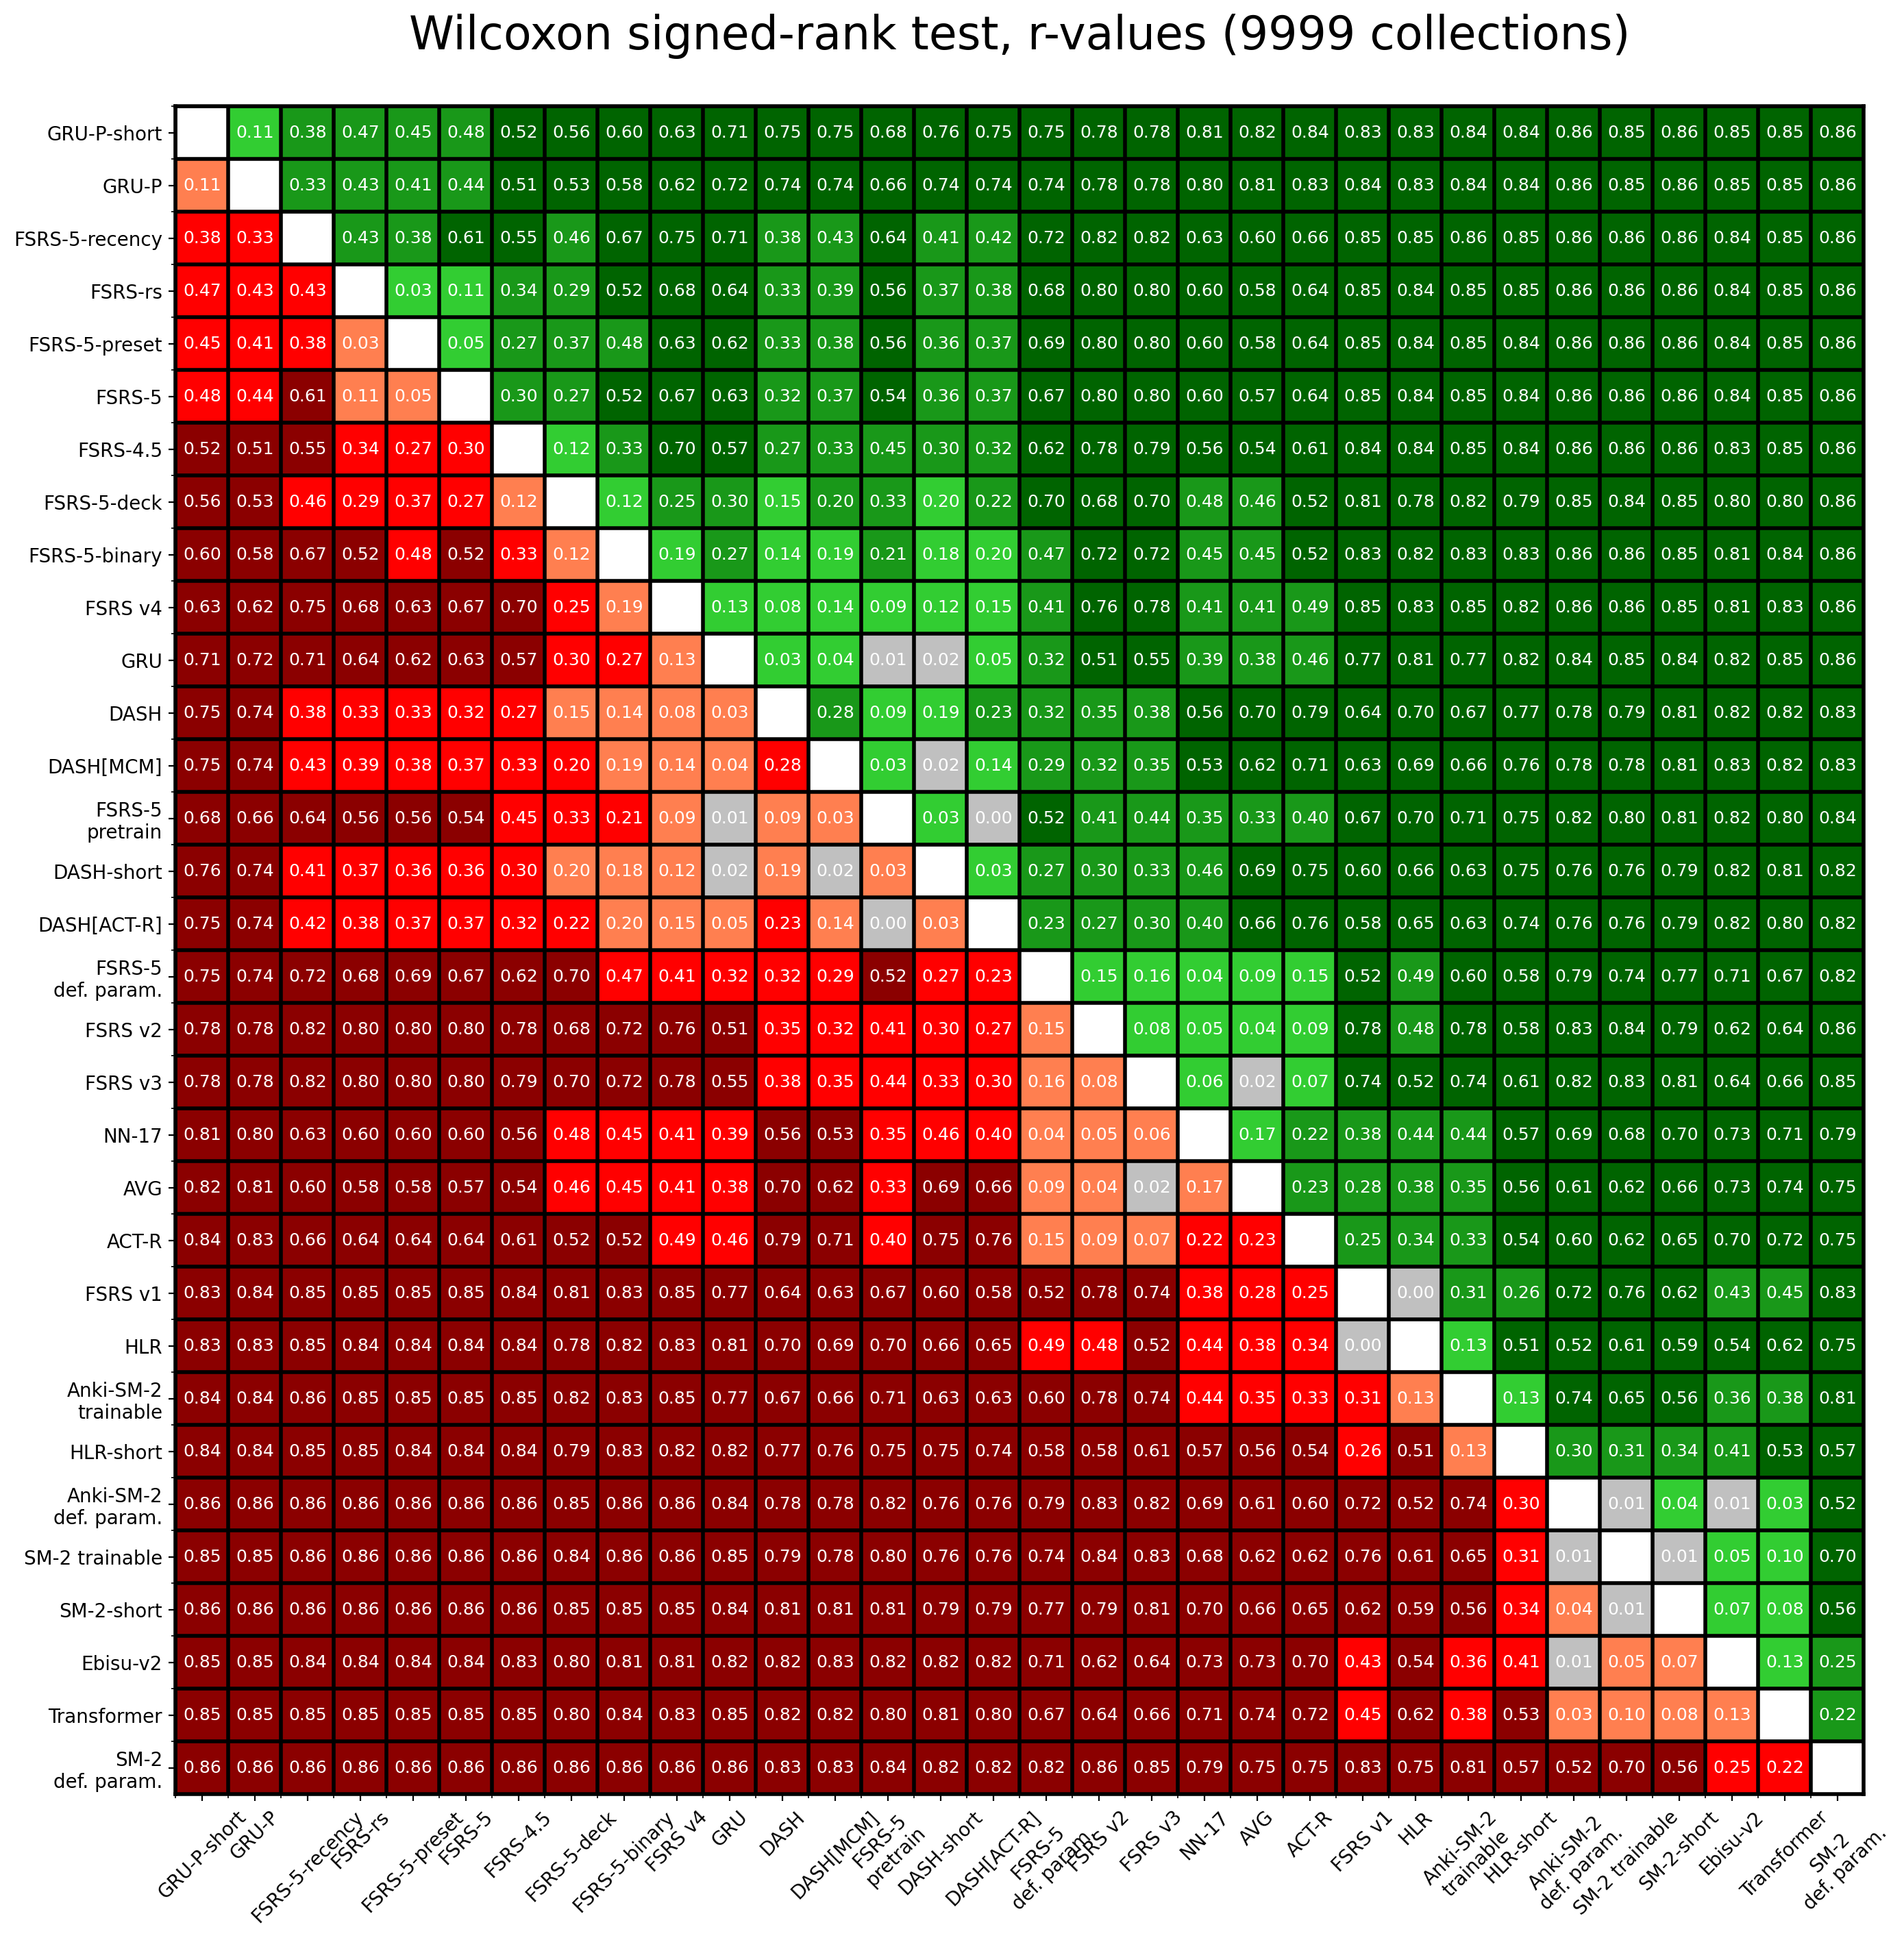 Wilcoxon signed-rank test, r-values (9999 collections)
GRU-P-short 0.11 0.38 0.47 0.45 0.48 0.52 0.56 0.60 0.63 0.71 0.75 0.75 0.68 0.76 0.75 0.75 0.78 0.78 0.81 0.82 0.84 0.83 0.83 0.84 0.84 0.86 0.85 0.86 0.85 0.85 0.86
GRU-P 0.11 0.33 0.43 0.41 0.44 0.51 0.53 0.58 0.62 0.72 0.74 0.74 0.66 0.74 0.74 0.74 0.78 0.78 0.80 0.81 0.83 0.84 0.83 0.84 0.84 0.86 0.85 0.86 0.85 0.85 0.86
FSRS-5-recency 0.38 0.33 0.43 0.38 0.61 0.55 0.46 0.67 0.75 0.71 0.38 0.43 0.64 0.41 0.42 0.72 0.82 0.82 0.63 0.60 0.66 0.85 0.85 0.86 0.85 0.86 0.86 0.86 0.84 0.85 0.86
FSRS-rs 0.47 0.43 0.43 0.03 0.11 0.34 0.29 0.52 0.68 0.64 0.33 0.39 0.56 0.37 0.38 0.68 0.80 0.80 0.60 0.58 0.64 0.85 0.84 0.85 0.85 0.86 0.86 0.86 0.84 0.85 0.86
FSRS-5-preset 0.45 0.41 0.38 0.03 0.05 0.27 0.37 0.48 0.63 0.62 0.33 0.38 0.56 0.36 0.37 0.69 0.80 0.80 0.60 0.58 0.64 0.85 0.84 0.85 0.84 0.86 0.86 0.86 0.84 0.85 0.86
FSRS-5 0.48 0.44 0.61 0.11 0.05 0.30 0.27 0.52 0.67 0.63 0.32 0.37 0.54 0.36 0.37 0.67 0.80 0.80 0.60 0.57 0.64 0.85 0.84 0.85 0.84 0.86 0.86 0.86 0.84 0.85 0.86
FSRS-4.5 0.52 0.51 0.55 0.34 0.27 0.30 0.12 0.33 0.70 0.57 0.27 0.33 0.45 0.30 0.32 0.62 0.78 0.79 0.56 0.54 0.61 0.84 0.84 0.85 0.84 0.86 0.86 0.86 0.83 0.85 0.86
FSRS-5-deck 0.56 0.53 0.46 0.29 0.37 0.27 0.12 0.12 0.25 0.30 0.15 0.20 0.33 0.20 0.22 0.70 0.68 0.70 0.48 0.46 0.52 0.81 0.78 0.82 0.79 0.85 0.84 0.85 0.80 0.80 0.86
FSRS-5-binary 0.60 0.58 0.67 0.52 0.48 0.52 0.33 0.12 0.19 0.27 0.14 0.19 0.21 0.18 0.20 0.47 0.72 0.72 0.45 0.45 0.52 0.83 0.82 0.83 0.83 0.86 0.86 0.85 0.81 0.84 0.86
FSRS v4 0.63 0.62 0.75 0.68 0.63 0.67 0.70 0.25 0.19 0.13 0.08 0.14 0.09 0.12 0.15 0.41 0.76 0.78 0.41 0.41 0.49 0.85 0.83 0.85 0.82 0.86 0.86 0.85 0.81 0.83 0.86
GRU 0.71 0.72 0.71 0.64 0.62 0.63 0.57 0.30 0.27 0.13 0.03 0.04 0.01 0.02 0.05 0.32 0.51 0.55 0.39 0.38 0.46 0.77 0.81 0.77 0.82 0.84 0.85 0.84 0.82 0.85 0.86
DASH 0.75 0.74 0.38 0.33 0.33 0.32 0.27 0.15 0.14 0.08 0.03 0.28 0.09 0.19 0.23 0.32 0.35 0.38 0.56 0.70 0.79 0.64 0.70 0.67 0.77 0.78 0.79 0.81 0.82 0.82 0.83
DASH[MCM] 0.75 0.74 0.43 0.39 0.38 0.37 0.33 0.20 0.19 0.14 0.04 0.28 0.03 0.02 0.14 0.29 0.32 0.35 0.53 0.62 0.71 0.63 0.69 0.66 0.76 0.78 0.78 0.81 0.83 0.82 0.83
FSRS-5
pretrain 0.68 0.66 0.64 0.56 0.56 0.54 0.45 0.33 0.21 0.09 0.01 0.09 0.03 0.03 0.00 0.52 0.41 0.44 0.35 0.33 0.40 0.67 0.70 0.71 0.75 0.82 0.80 0.81 0.82 0.80 0.84
DASH-short 0.76 0.74 0.41 0.37 0.36 0.36 0.30 0.20 0.18 0.12 0.02 0.19 0.02 0.03 0.03 0.27 0.30 0.33 0.46 0.69 0.75 0.60 0.66 0.63 0.75 0.76 0.76 0.79 0.82 0.81 0.82
DASH[ACT-R] 0.75 0.74 0.42 0.38 0.37 0.37 0.32 0.22 0.20 0.15 0.05 0.23 0.14 0.00 0.03 0.23 0.27 0.30 0.40 0.66 0.76 0.58 0.65 0.63 0.74 0.76 0.76 0.79 0.82 0.80 0.82
FSRS-5
def. param. 0.75 0.74 0.72 0.68 0.69 0.67 0.62 0.70 0.47 0.41 0.32 0.32 0.29 0.52 0.27 0.23 0.15 0.16 0.04 0.09 0.15 0.52 0.49 0.60 0.58 0.79 0.74 0.77 0.71 0.67 0.82
FSRS v2 0.78 0.78 0.82 0.80 0.80 0.80 0.78 0.68 0.72 0.76 0.51 0.35 0.32 0.41 0.30 0.27 0.15 0.08 0.05 0.04 0.09 0.78 0.48 0.78 0.58 0.83 0.84 0.79 0.62 0.64 0.86
FSRS v3 0.78 0.78 0.82 0.80 0.80 0.80 0.79 0.70 0.72 0.78 0.55 0.38 0.35 0.44 0.33 0.30 0.16 0.08 0.06 0.02 0.07 0.74 0.52 0.74 0.61 0.82 0.83 0.81 0.64 0.66 0.85
NN-17 0.81 0.80 0.63 0.60 0.60 0.60 0.56 0.48 0.45 0.41 0.39 0.56 0.53 0.35 0.46 0.40 0.04 0.05 0.06 0.17 0.22 0.38 0.44 0.44 0.57 0.69 0.68 0.70 0.73 0.71 0.79
AVG 0.82 0.81 0.60 0.58 0.58 0.57 0.54 0.46 0.45 0.41 0.38 0.70 0.62 0.33 0.69 0.66 0.09 0.04 0.02 0.17 0.23 0.28 0.38 0.35 0.56 0.61 0.62 0.66 0.73 0.74 0.75
ACT-R 0.84 0.83 0.66 0.64 0.64 0.64 0.61 0.52 0.52 0.49 0.46 0.79 0.71 0.40 0.75 0.76 0.15 0.09 0.07 0.22 0.23 0.25 0.34 0.33 0.54 0.60 0.62 0.65 0.70 0.72 0.75
FSRS v1 0.83 0.84 0.85 0.85 0.85 0.85 0.84 0.81 0.83 0.85 0.77 0.64 0.63 0.67 0.60 0.58 0.52 0.78 0.74 0.38 0.28 0.25 0.00 0.31 0.26 0.72 0.76 0.62 0.43 0.45 0.83
HLR 0.83 0.83 0.85 0.84 0.84 0.84 0.84 0.78 0.82 0.83 0.81 0.70 0.69 0.70 0.66 0.65 0.49 0.48 0.52 0.44 0.38 0.34 0.00 0.13 0.51 0.52 0.61 0.59 0.54 0.62 0.75
Anki-SM-2
trainable 0.84 0.84 0.86 0.85 0.85 0.85 0.85 0.82 0.83 0.85 0.77 0.67 0.66 0.71 0.63 0.63 0.60 0.78 0.74 0.44 0.35 0.33 0.31 0.13 0.13 0.74 0.65 0.56 0.36 0.38 0.81
HLR-short 0.84 0.84 0.85 0.85 0.84 0.84 0.84 0.79 0.83 0.82 0.82 0.77 0.76 0.75 0.75 0.74 0.58 0.58 0.61 0.57 0.56 0.54 0.26 0.51 0.13 0.30 0.31 0.34 0.41 0.53 0.57
Anki-SM-2
def. param. 0.86 0.86 0.86 0.86 0.86 0.86 0.86 0.85 0.86 0.86 0.84 0.78 0.78 0.82 0.76 0.76 0.79 0.83 0.82 0.69 0.61 0.60 0.72 0.52 0.74 0.30 0.01 0.04 0.01 0.03 0.52
SM-2 trainable 0.85 0.85 0.86 0.86 0.86 0.86 0.86 0.84 0.86 0.86 0.85 0.79 0.78 0.80 0.76 0.76 0.74 0.84 0.83 0.68 0.62 0.62 0.76 0.61 0.65 0.31 0.01 0.01 0.05 0.10 0.70
SM-2-short 0.86 0.86 0.86 0.86 0.86 0.86 0.86 0.85 0.85 0.85 0.84 0.81 0.81 0.81 0.79 0.79 0.77 0.79 0.81 0.70 0.66 0.65 0.62 0.59 0.56 0.34 0.04 0.01 0.07 0.08 0.56
Ebisu-v2 0.85 0.85 0.84 0.84 0.84 0.84 0.83 0.80 0.81 0.81 0.82 0.82 0.83 0.82 0.82 0.82 0.71 0.62 0.64 0.73 0.73 0.70 0.43 0.54 0.36 0.41 0.01 0.05 0.07 0.13 0.25
Transformer 0.85 0.85 0.85 0.85 0.85 0.85 0.85 0.80 0.84 0.83 0.85 0.82 0.82 0.80 0.81 0.80 0.67 0.64 0.66 0.71 0.74 0.72 0.45 0.62 0.38 0.53 0.03 0.10 0.08 0.13 0.22
SM-2
def. param. 0.86 0.86 0.86 0.86 0.86 0.86 0.86 0.86 0.86 0.86 0.86 0.83 0.83 0.84 0.82 0.82 0.82 0.86 0.85 0.79 0.75 0.75 0.83 0.75 0.81 0.57 0.52 0.70 0.56 0.25 0.22
GRU-P-short
GRU-P
FSRS-5-recency
FSRS-rs
FSRS-5-preset
FSRS-5
FSRS-4.5
FSRS-5-deck
FSRS-5-binary
FSRS v4
GRU
DASH
DASH[MCM]
FSRS-5
pretrain
DASH-short
DASH[ACT-R]
FSRS-5
def. param.
FSRS v2
FSRS v3
NN-17
AVG
ACT-R
FSRS v1
HLR
Anki-SM-2
trainable
HLR-short
Anki-SM-2
def. param.
SM-2 trainable
SM-2-short
Ebisu-v2
Transformer
SM-2
def. param.